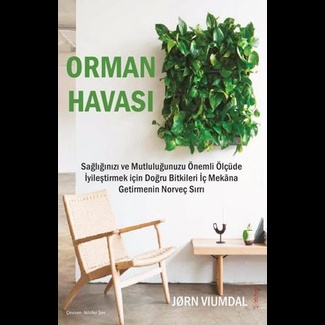 ORMAN
HAVASI
Sağlığınızı ve Mutluluğunuzu Önemli Ölçüde
İyileştirmek için Doğru Bitkileri İç Mekâna
Getirmenin Norveç Sırrı
JØRN VIUMDAL